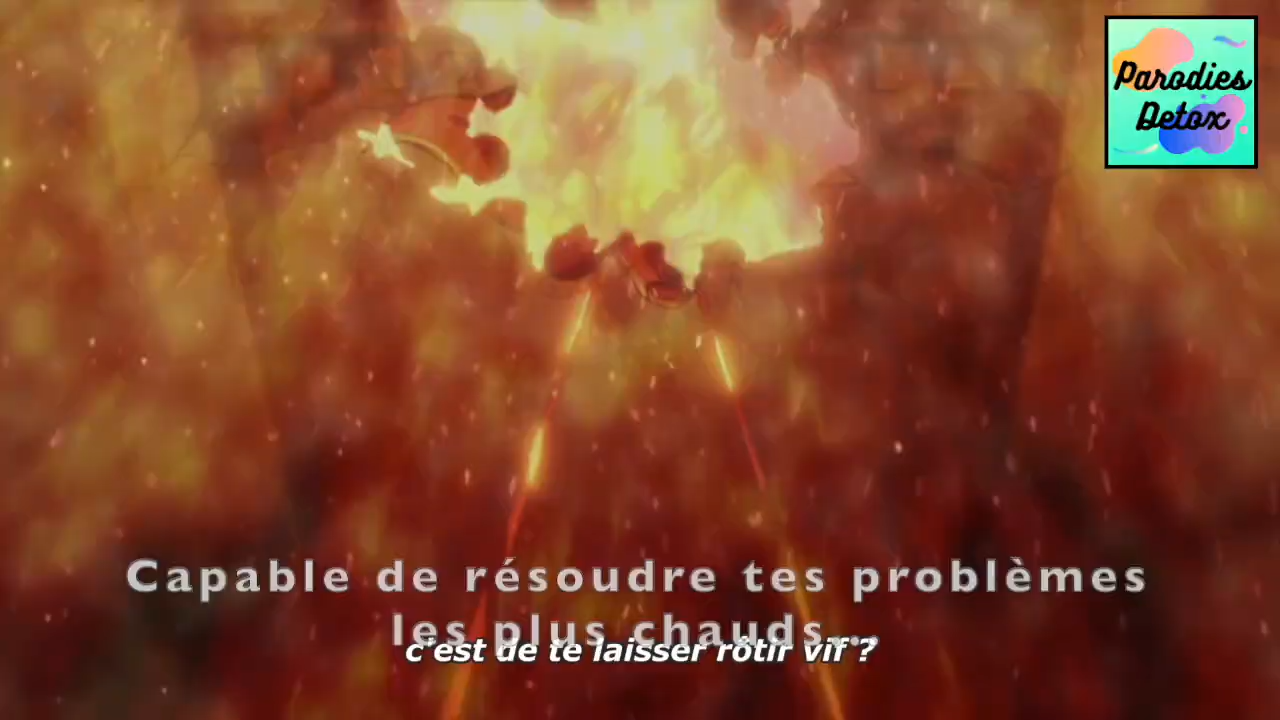 Parodies
Detox
Capable de résoudre tes problèmes
les plus chauds...
c'est de te laisser rôtir vif ?